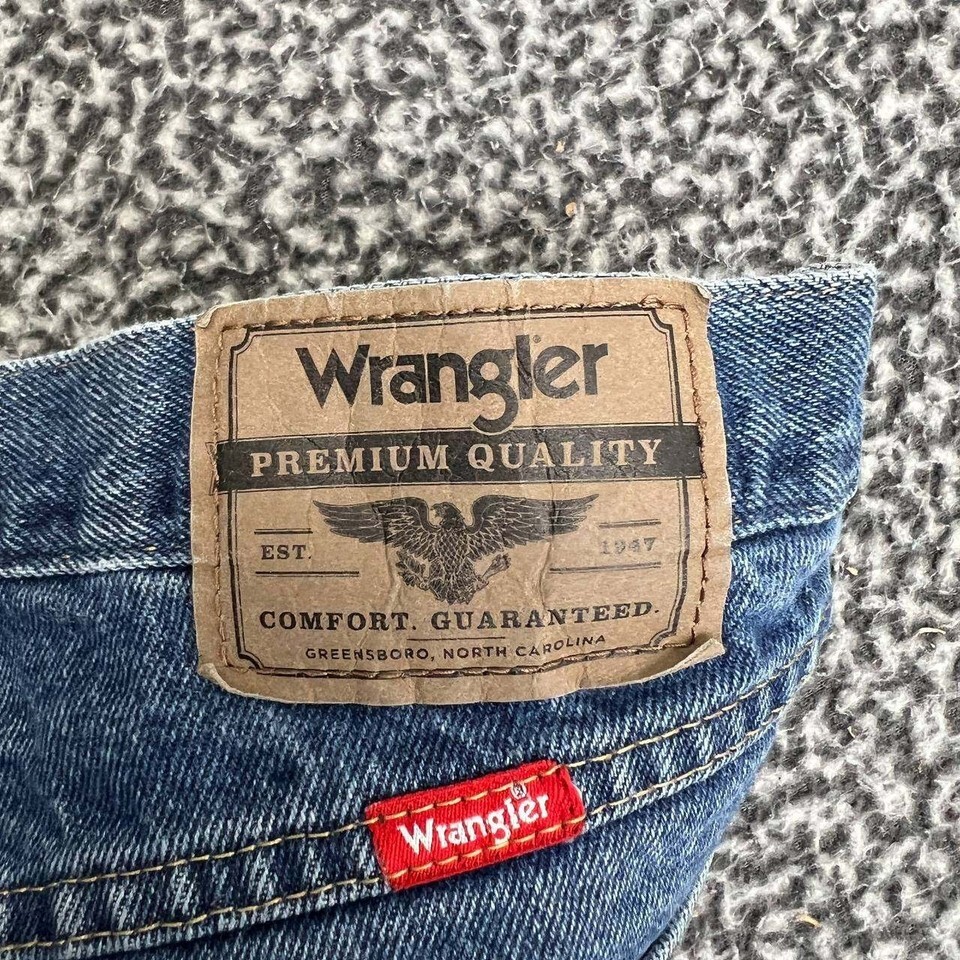 Wrangler
PREMIUM QUALITY
EST. 1947
COMFORT. GUARANTEED.
GREENSBORO, NORTH CAROLINA
Wrangler®